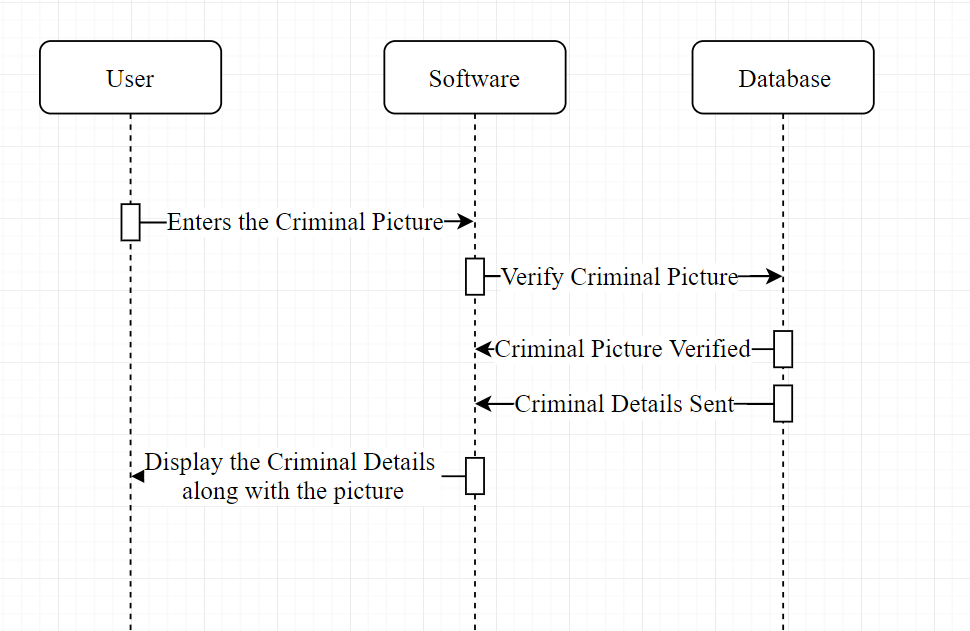 User
Software
Database
Enters the Criminal Picture
Verify Criminal Picture
Criminal Picture Verified
Criminal Details Sent
Display the Criminal Details
along with the picture